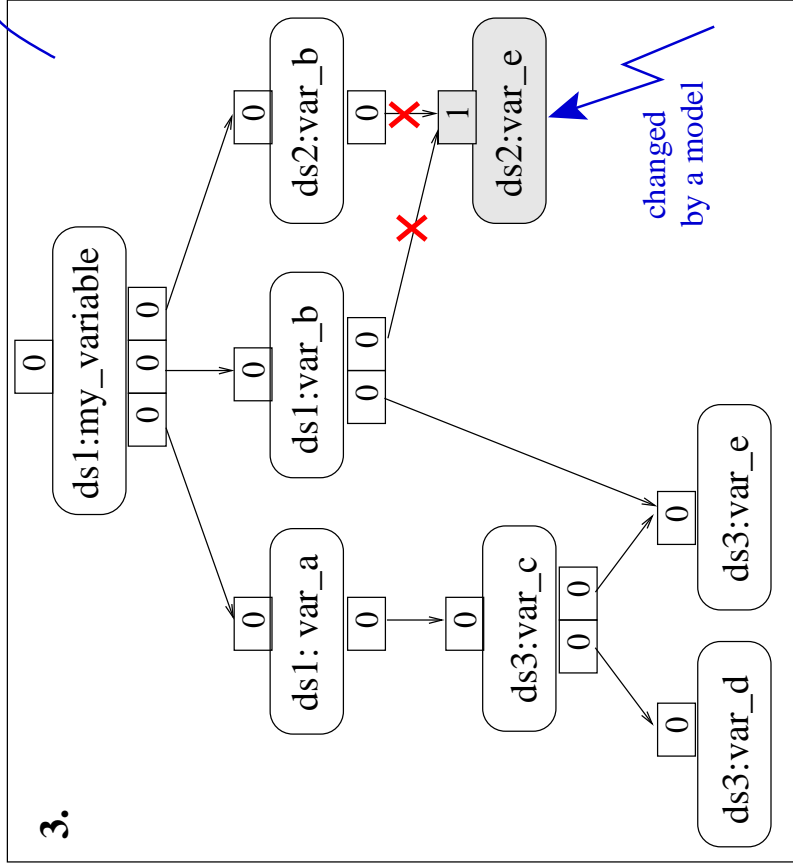 3.
0
ds1:my_variable
0 0 0
0 0 0
ds1: var_a ds1:var_b ds2:var_b
0 0 0 0
0 1
ds3:var_c ds2:var_e
0 0
changed
by a model
0 0
ds3:var_d ds3:var_e